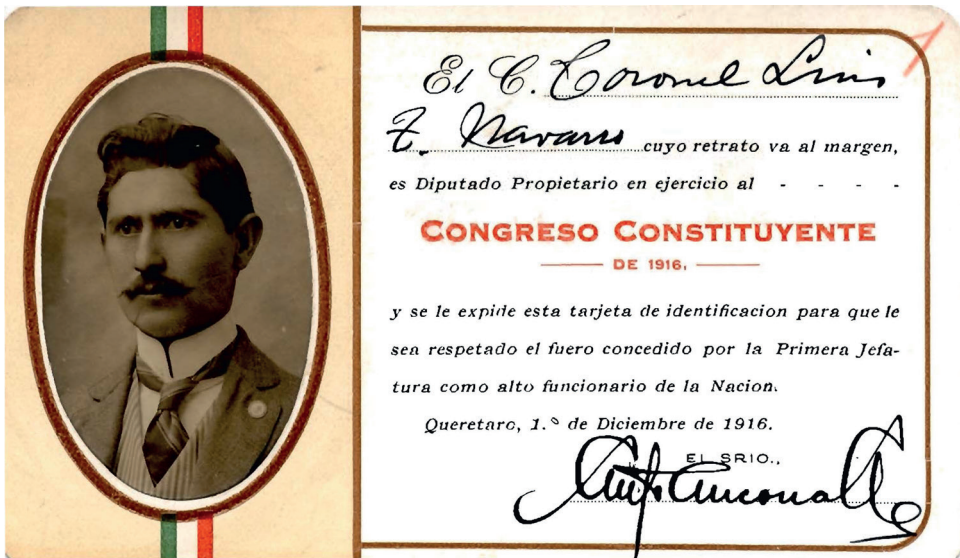 El C. Coronel Luis
T. Navarro cuyo retrato va al margen,
es Diputado Propietario en ejercicio al - - - -
CONGRESO CONSTITUYENTE
DE 1916,
y se le expide esta tarjeta de identificacion para que le
sea respetado el fuero concedido por la Primera Jefa-
tura como alto funcionario de la Nacion.
Queretaro, 1.º de Diciembre de 1916.
EL SRIO.,